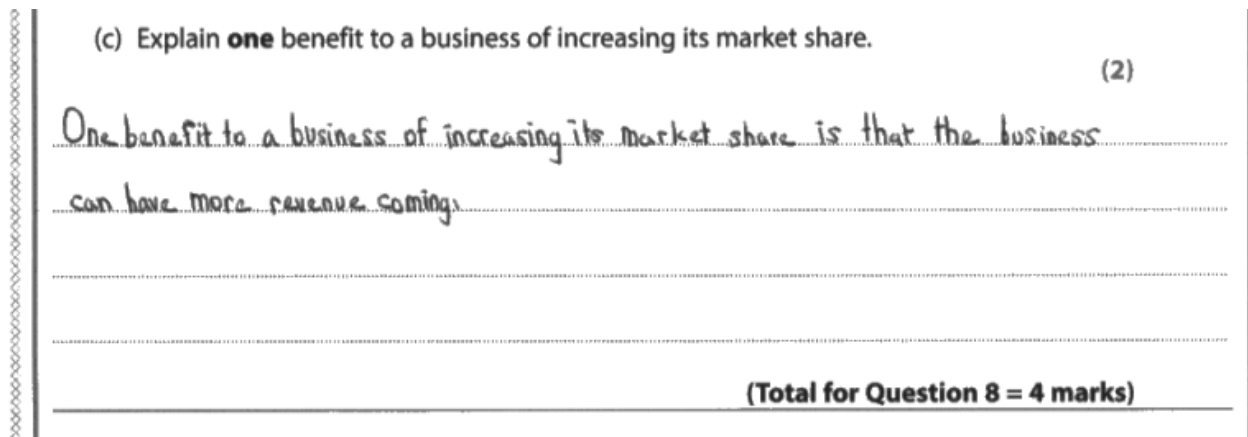 (c) Explain one benefit to a business of increasing its market share.
(2)
One benefit to a business of increasing its market share is that the business
can have more revenue coming.
(Total for Question 8 = 4 marks)